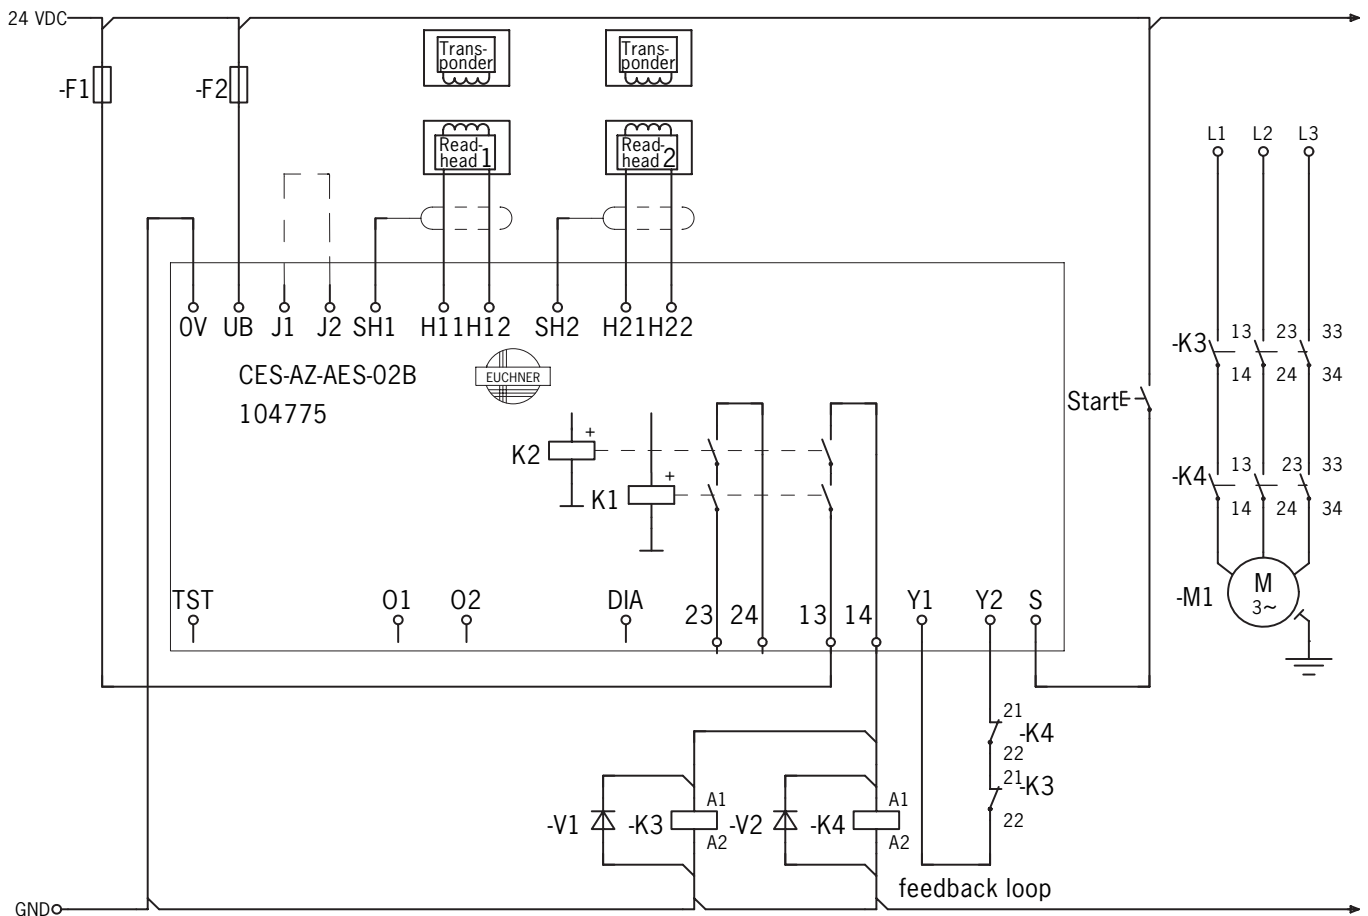 24 VDC
Trans-
ponder
Trans-
ponder
-F1
-F2
L1 L2 L3
Read-
head 1
Read-
head 2
0V UB J1 J2 SH1 H11 H12 SH2 H21 H22
-K3 13 23 33
14 24 34
CES-AZ-AES-02B
EUCHNER
104775
Start
K2 +
K1 +
-K4 13 23 33
14 24 34
TST O1 O2 DIA 23 24 13 14 Y1 Y2 S
-M1 M
3~
21
-K4
22
21
-K3
22
-V1 -K3 A1
A2
-V2 -K4 A1
A2
feedback loop
GND